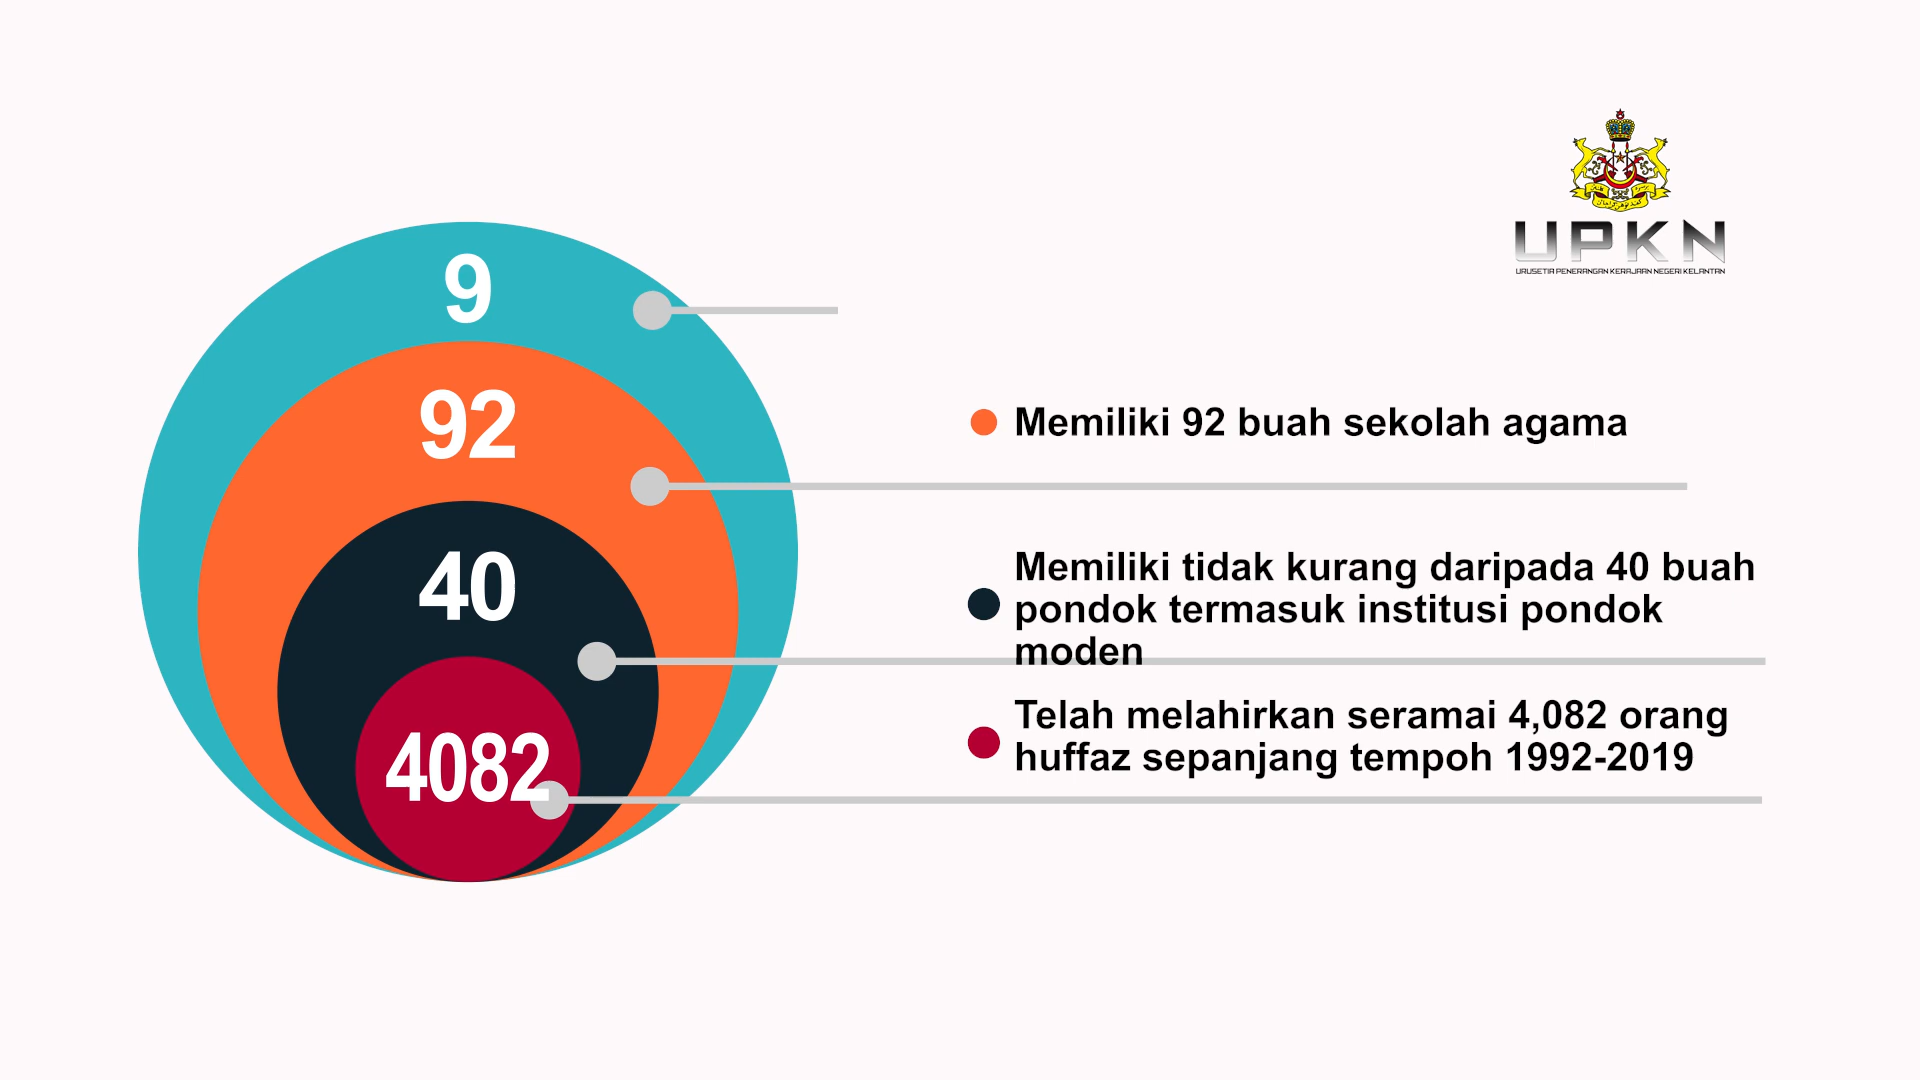 UPKN
URUSETIA PENERANGAN KERAJAAN NEGERI KELANTAN
9
92
40
4082
Memiliki 92 buah sekolah agama
Memiliki tidak kurang daripada 40 buah
pondok termasuk institusi pondok
moden
Telah melahirkan seramai 4,082 orang
huffaz sepanjang tempoh 1992-2019